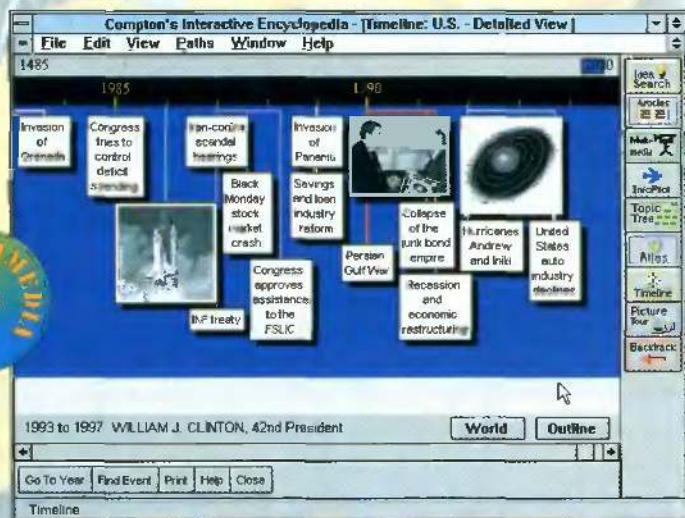 Compton's Interactive Encyclopedia - [Timeline: U.S. - Detailed View]
File Edit View Paths Window Help
1485
1985
Invasion
of
Grenada
Congress
tries to
control
deficit
spending
Iran-contra
scandal
hearings
Black
Monday
stock
market
crash
INF treaty
Congress
approves
assistance
to the
FSLIC
Invasion
of
Panama
Savings
and loan
industry
reform
Persian
Gulf War
Collapse
of the
junk bond
empire
Recession
and
economic
restructuring
Hurricanes
Andrew
and Iniki
United
States
auto
industry
declines
Idea
Search
Articles
Multi-
media
InfoPilot
Topic
Tree
Atlas
Timeline
Picture
Tour
Backtrack
1993 to 1997 WILLIAM J. CLINTON, 42nd President
World Outline
Go To Year Find Event Print Help Close
Timeline